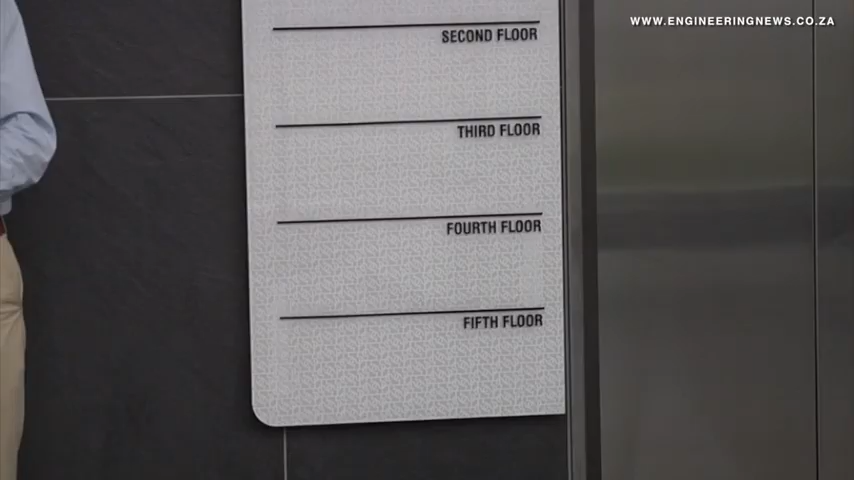 WWW.ENGINEERINGNEWS.CO.ZA
SECOND FLOOR
THIRD FLOOR
FOURTH FLOOR
FIFTH FLOOR